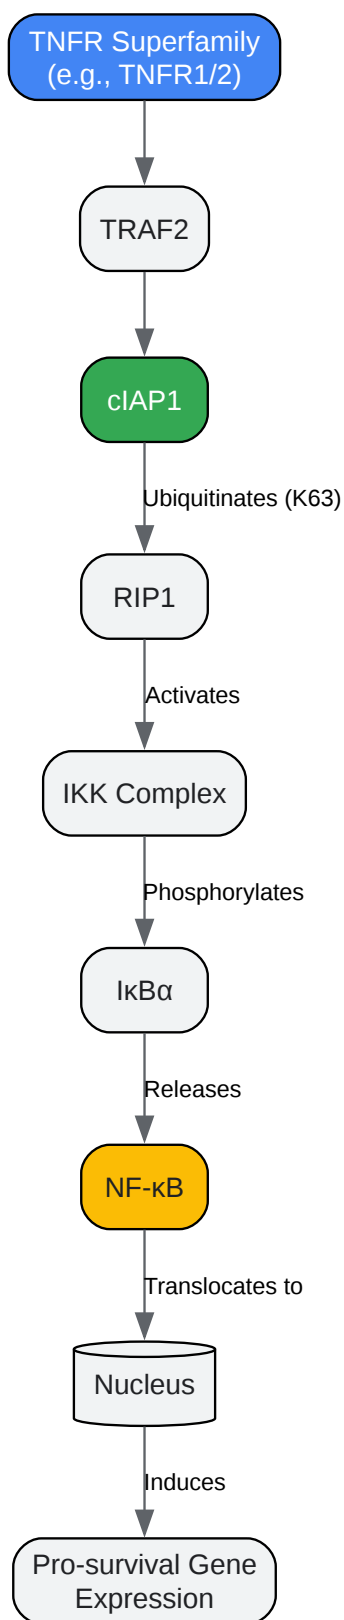 TNFR Superfamily
(e.g., TNFR1/2)
TRAF2
cIAP1
Ubiquitinates (K63)
RIP1
Activates
IKK Complex
Phosphorylates
IκBα
Releases
NF-κB
Translocates to
Nucleus
Induces
Pro-survival Gene
Expression